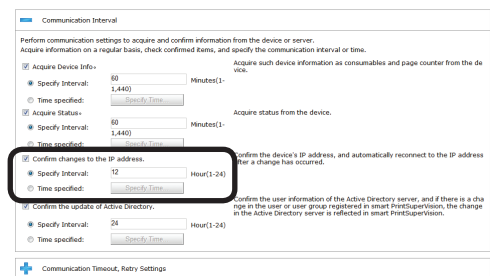 Communication Interval
Perform communication settings to acquire and confirm information from the device or server.
Acquire information on a regular basis, check confirmed items, and specify the communication interval or time.
Acquire Device Info*
Acquire such device information as consumables and page counter from the de
vice.
Specify Interval: 60 Minutes(1-
1,440)
Time specified: Specify Time...
Acquire Status*
Acquire status from the device.
Specify Interval: 60 Minutes(1-
1,440)
Time specified: Specify Time...
Confirm changes to the IP address.
Confirm the device's IP address, and automatically reconnect to the IP address
after a change has occurred.
Specify Interval: 12 Hour(1-24)
Time specified: Specify Time...
Confirm the update of Active Directory.
Confirm the user information of the Active Directory server, and if there is a cha
nge in the user or user group registered in smart PrintSuperVision, the change
in the Active Directory server is reflected in smart PrintSuperVision.
Specify Interval: 24 Hour(1-24)
Time specified: Specify Time...
Communication Timeout, Retry Settings